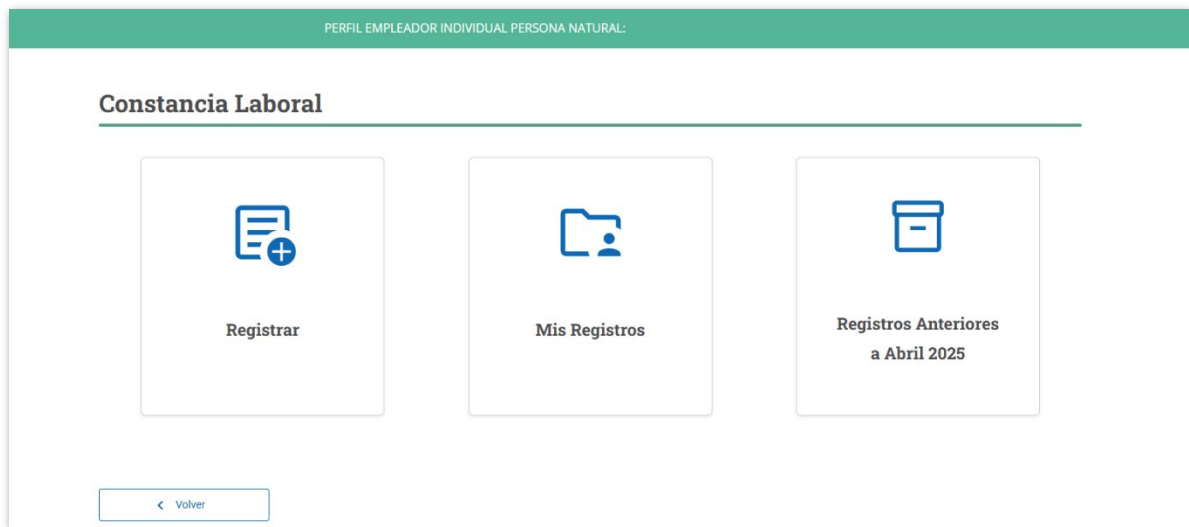 PERFIL EMPLEADOR INDIVIDUAL PERSONA NATURAL:
Constancia Laboral
Registrar
Mis Registros
Registros Anteriores
a Abril 2025
Volver